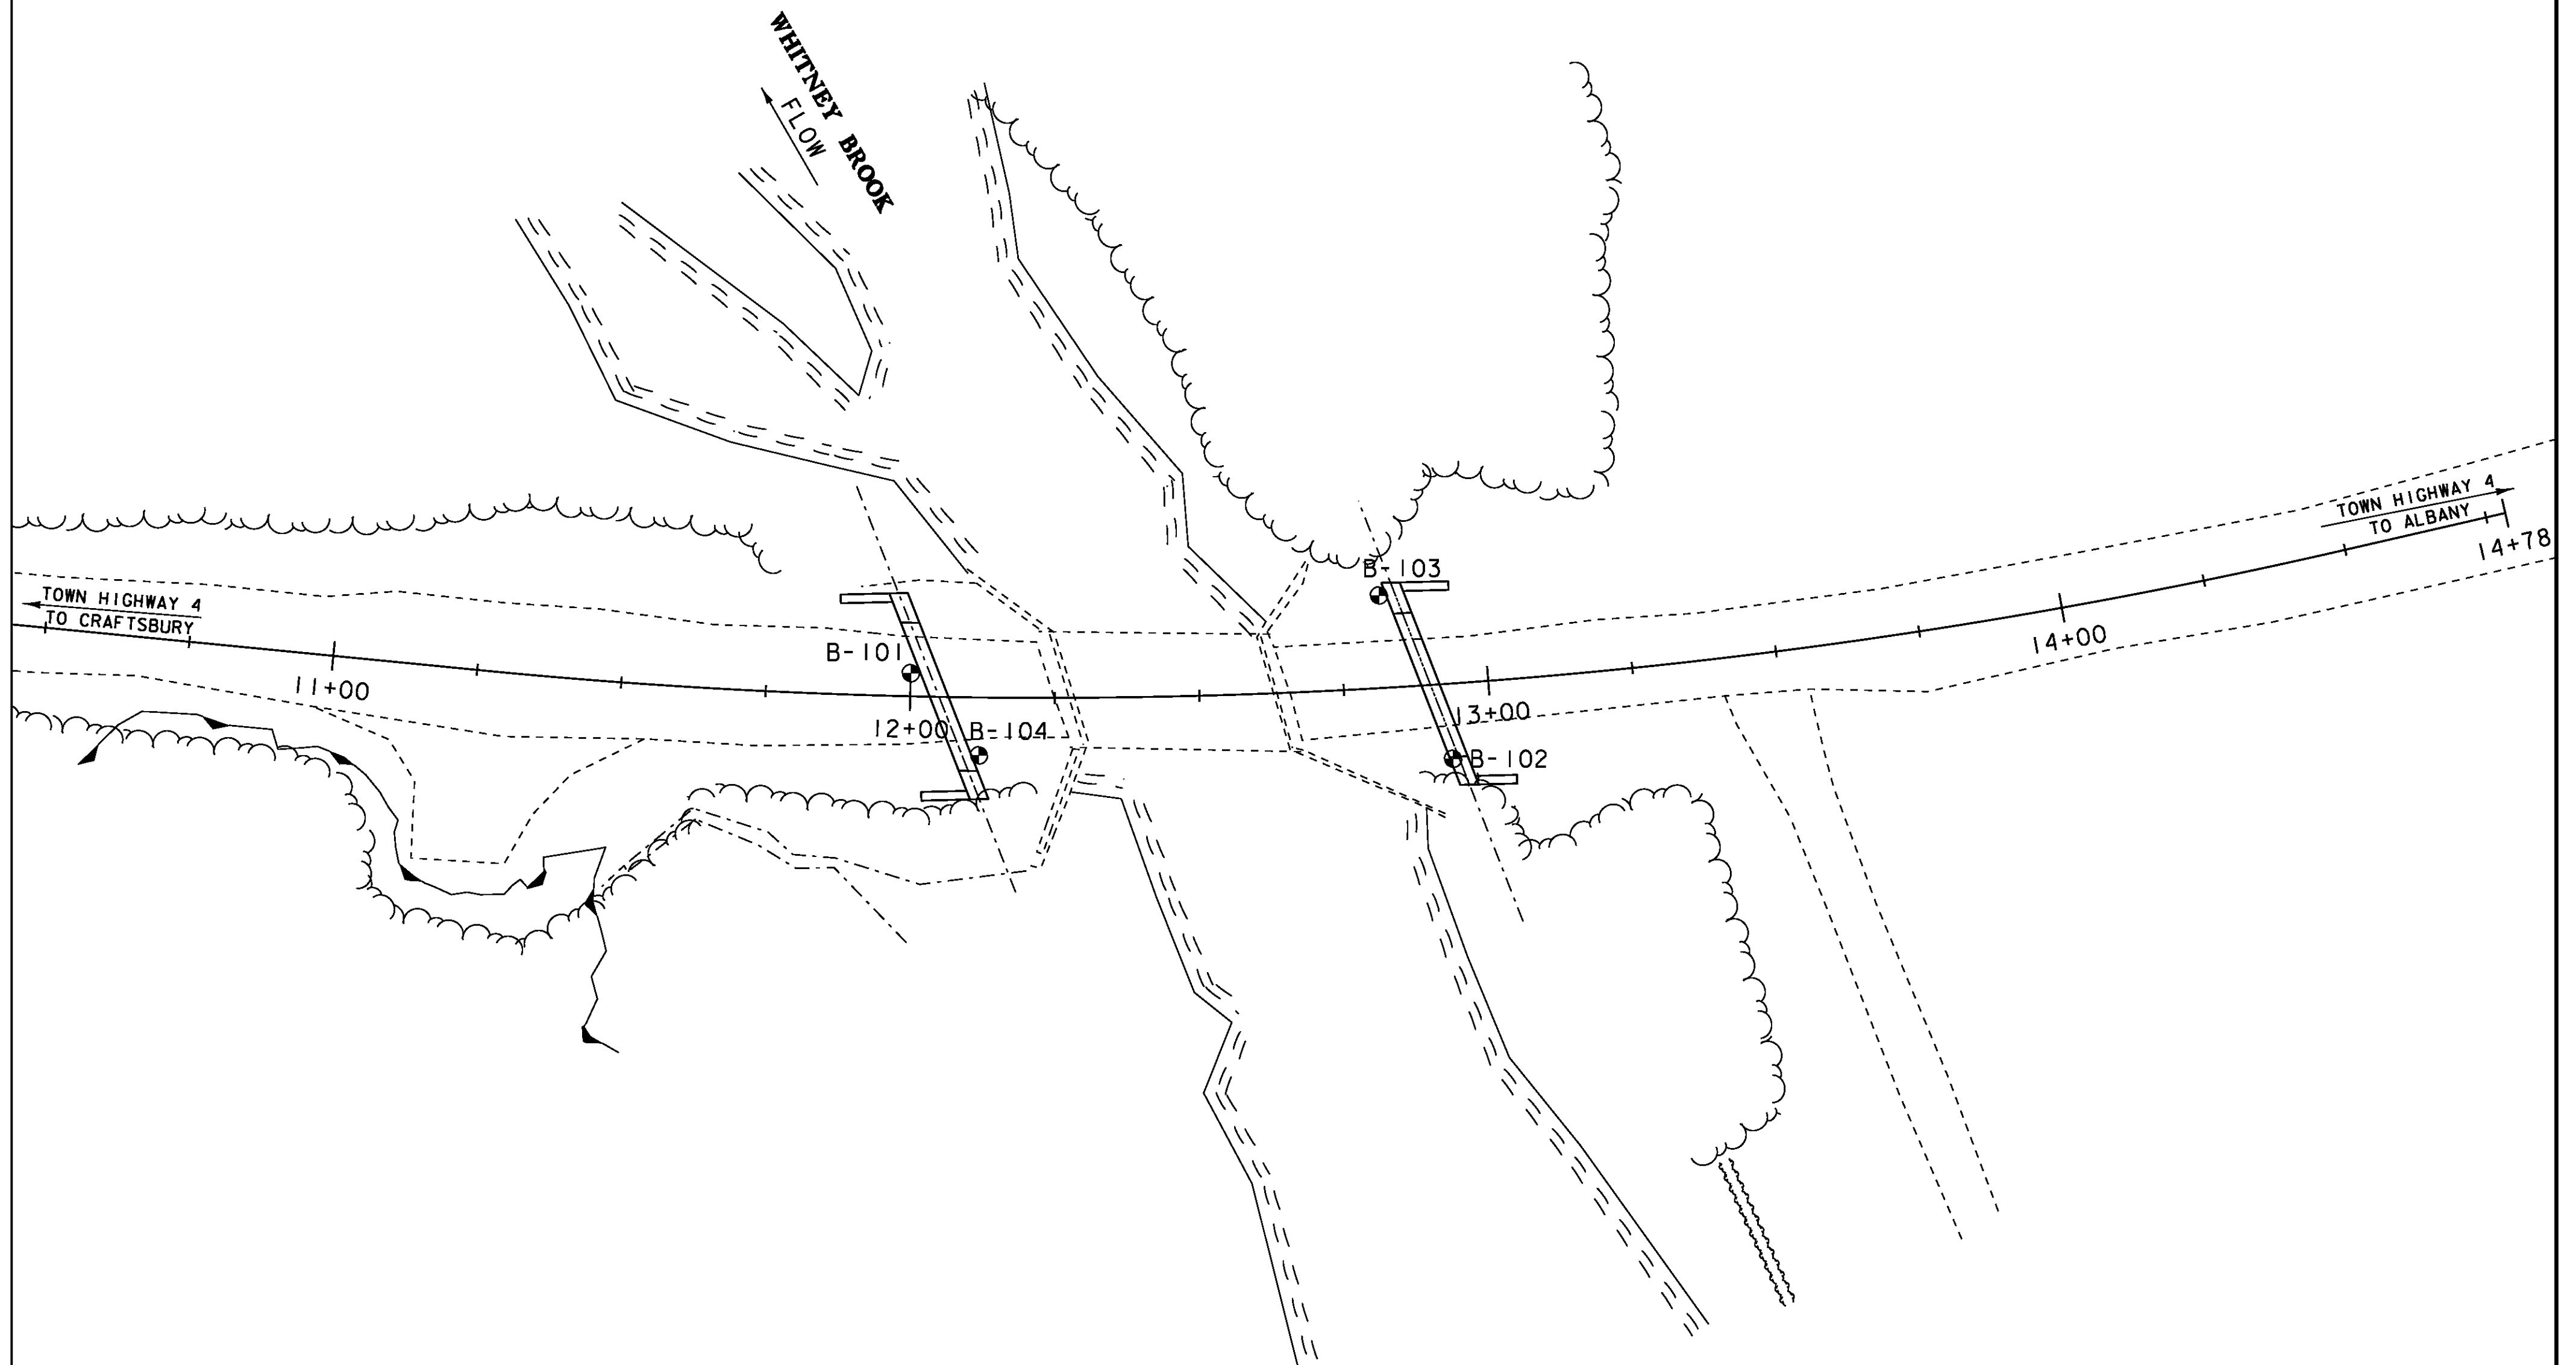 WHITNEY BROOK
FLOW
TOWN HIGHWAY 4
TO ALBANY
14+78
B-103
TOWN HIGHWAY 4
TO CRAFTSBURY
14+00
B-101
11+00
13+00
12+00
B-104
B-102